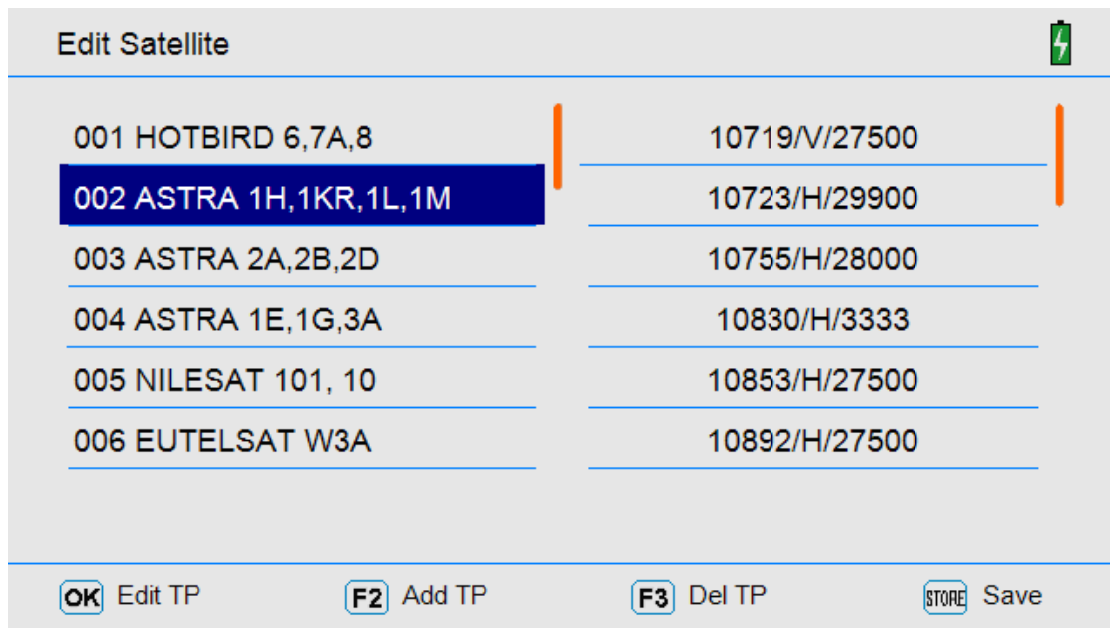 Edit Satellite
001 HOTBIRD 6,7A,8
10719/V/27500
002 ASTRA 1H,1KR,1L,1M
10723/H/29900
003 ASTRA 2A,2B,2D
10755/H/28000
004 ASTRA 1E,1G,3A
10830/H/3333
005 NILESAT 101, 10
10853/H/27500
006 EUTELSAT W3A
10892/H/27500
OK Edit TP F2 Add TP F3 Del TP STORE Save